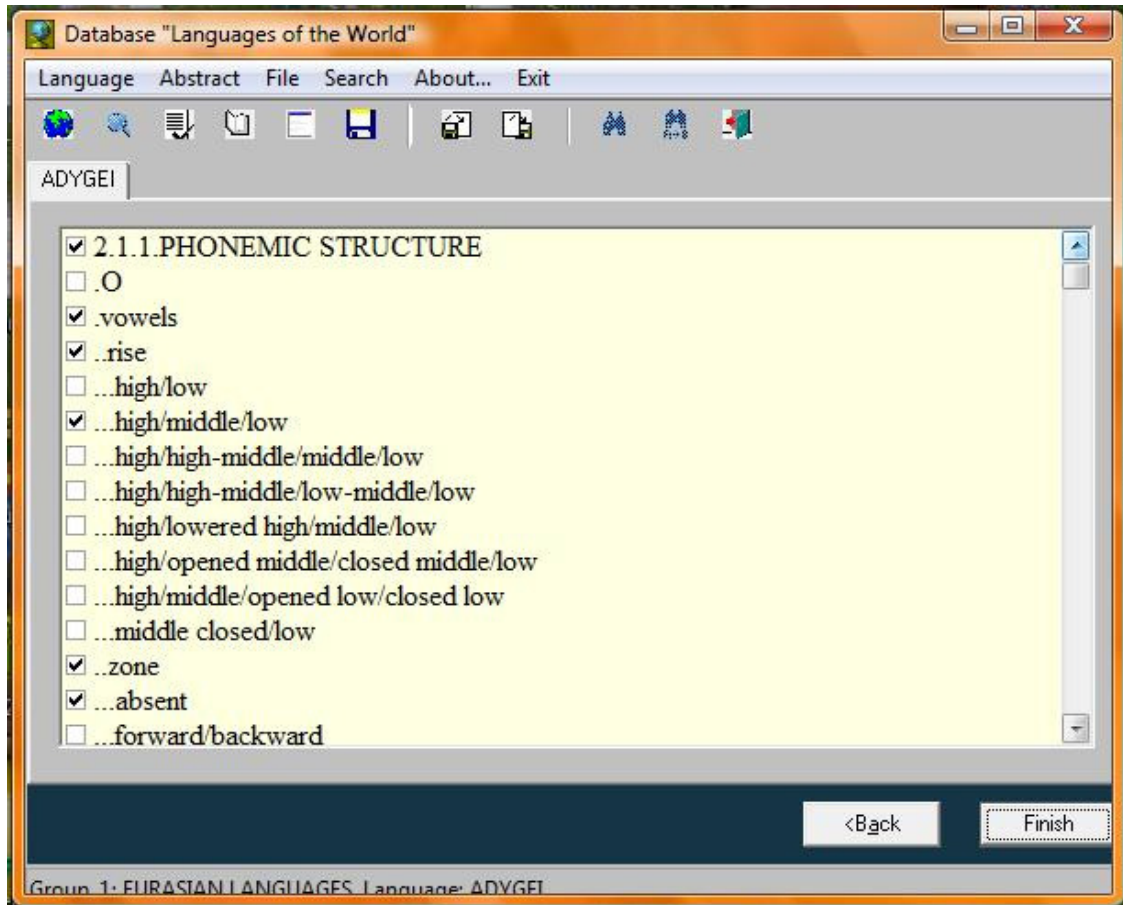 Database "Languages of the World"
Language Abstract File Search About... Exit
ADYGEI
2.1.1.PHONEMIC STRUCTURE
.O
.vowels
..rise
...high/low
...high/middle/low
...high/high-middle/middle/low
...high/high-middle/low-middle/low
...high/lowered high/middle/low
...high/opened middle/closed middle/low
...high/middle/opened low/closed low
...middle closed/low
..zone
...absent
...forward/backward
<Back Finish
Group 1: EURASIAN LANGUAGES Language: ADYGEI